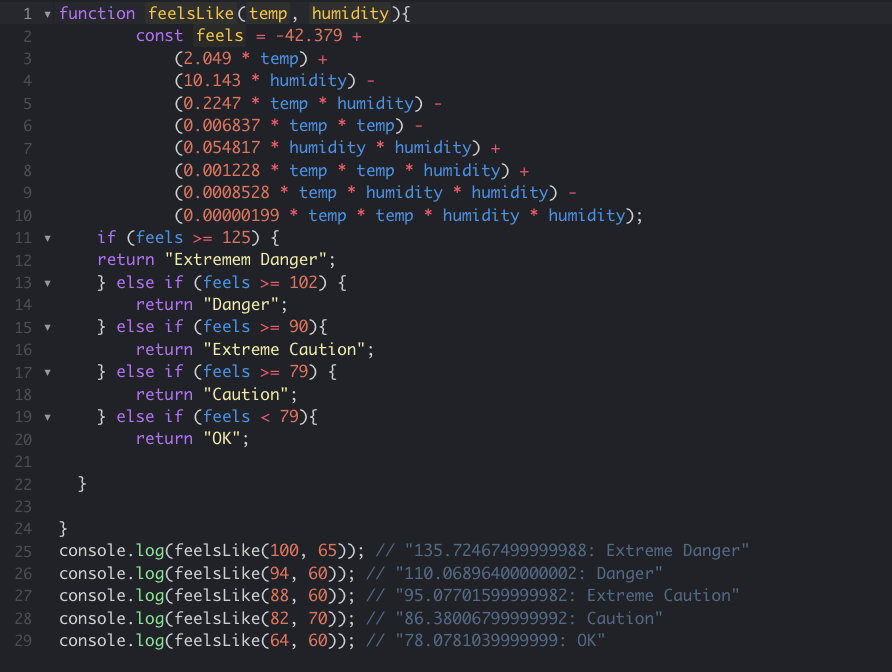 1 function feelsLike(temp, humidity){
2 const feels = -42.379 +
3 (2.049 * temp) +
4 (10.143 * humidity) -
5 (0.2247 * temp * humidity) -
6 (0.006837 * temp * temp) -
7 (0.054817 * humidity * humidity) +
8 (0.001228 * temp * temp * humidity) +
9 (0.0008528 * temp * humidity * humidity) -
10 (0.00000199 * temp * temp * humidity * humidity);
11 if (feels >= 125) {
12 return "Extremem Danger";
13 } else if (feels >= 102) {
14 return "Danger";
15 } else if (feels >= 90){
16 return "Extreme Caution";
17 } else if (feels >= 79) {
18 return "Caution";
19 } else if (feels < 79){
20 return "OK";
21
22 }
23
24 }
25 console.log(feelsLike(100, 65)); // "135.72467499999988: Extreme Danger"
26 console.log(feelsLike(94, 60)); // "110.06896400000002: Danger"
27 console.log(feelsLike(88, 60)); // "95.07701599999982: Extreme Caution"
28 console.log(feelsLike(82, 70)); // "86.38006799999992: Caution"
29 console.log(feelsLike(64, 60)); // "78.0781039999999: OK"